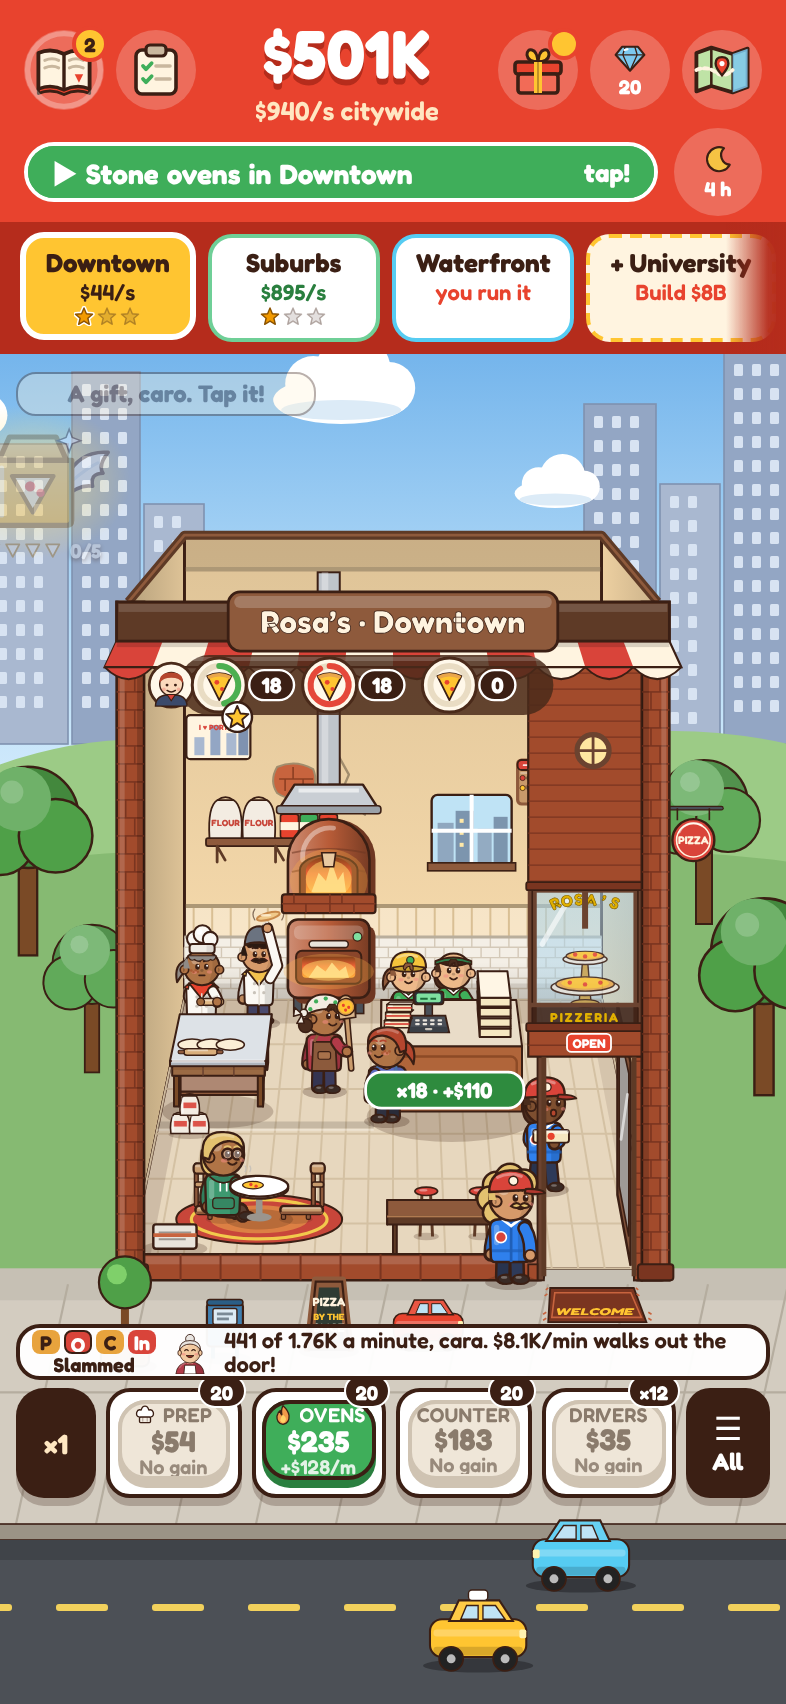 2
$501K
$940/s citywide
20
Stone ovens in Downtown
tap!
4 h
Downtown
$44/s
Suburbs
$895/s
Waterfront
you run it
+ University
Build $8B
A gift, caro. Tap it!
0/5
Rosa's · Downtown
18
18
0
FLOUR
FLOUR
PIZZA
ROSA'S
PIZZERIA
OPEN
x18 · +$110
PIZZA
BY THE
WELCOME
P O C In
Slammed
441 of 1.76K a minute, cara. $8.1K/min walks out the
door!
x1
20
PREP
$54
No gain
20
OVENS
$235
+$128/m
20
COUNTER
$183
No gain
x12
DRIVERS
$35
No gain
All